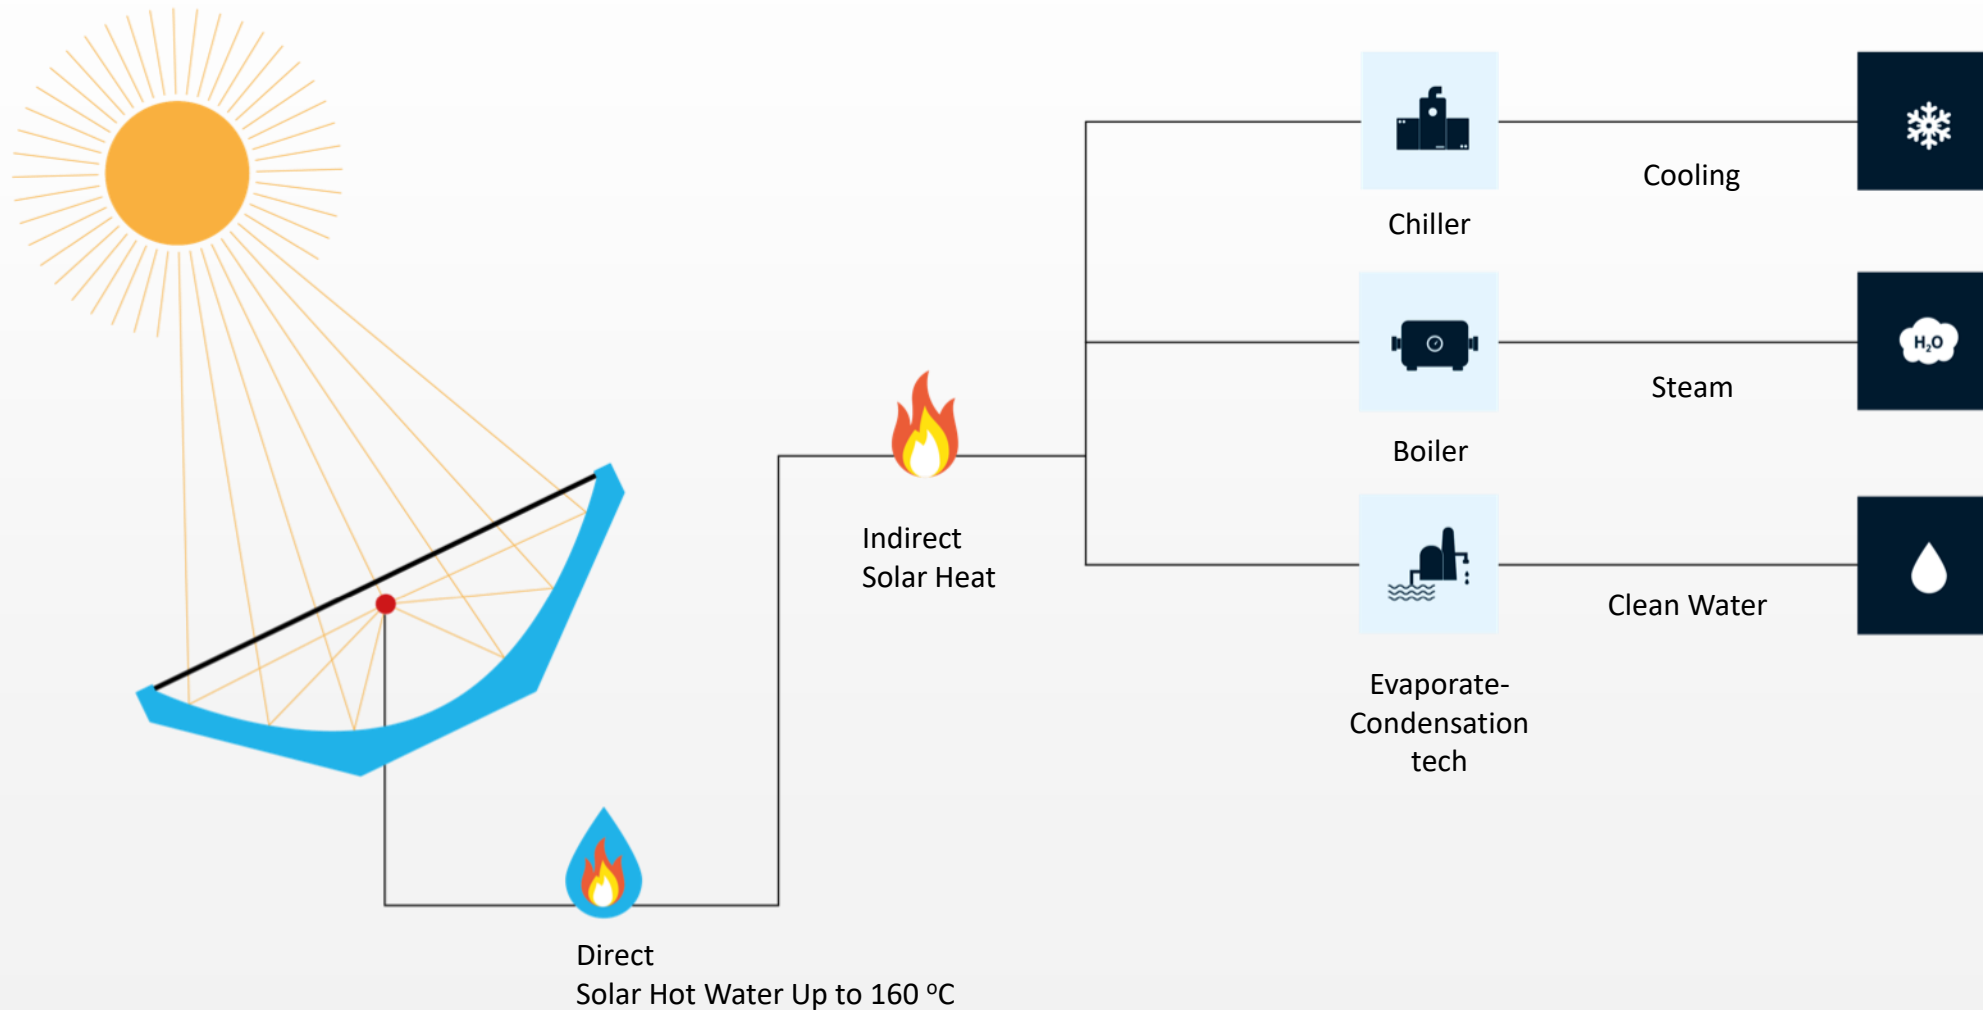 Chiller
Cooling
Boiler
Steam
H₂O
Evaporate-
Condensation
tech
Clean Water
Indirect
Solar Heat
Direct
Solar Hot Water Up to 160 ºC